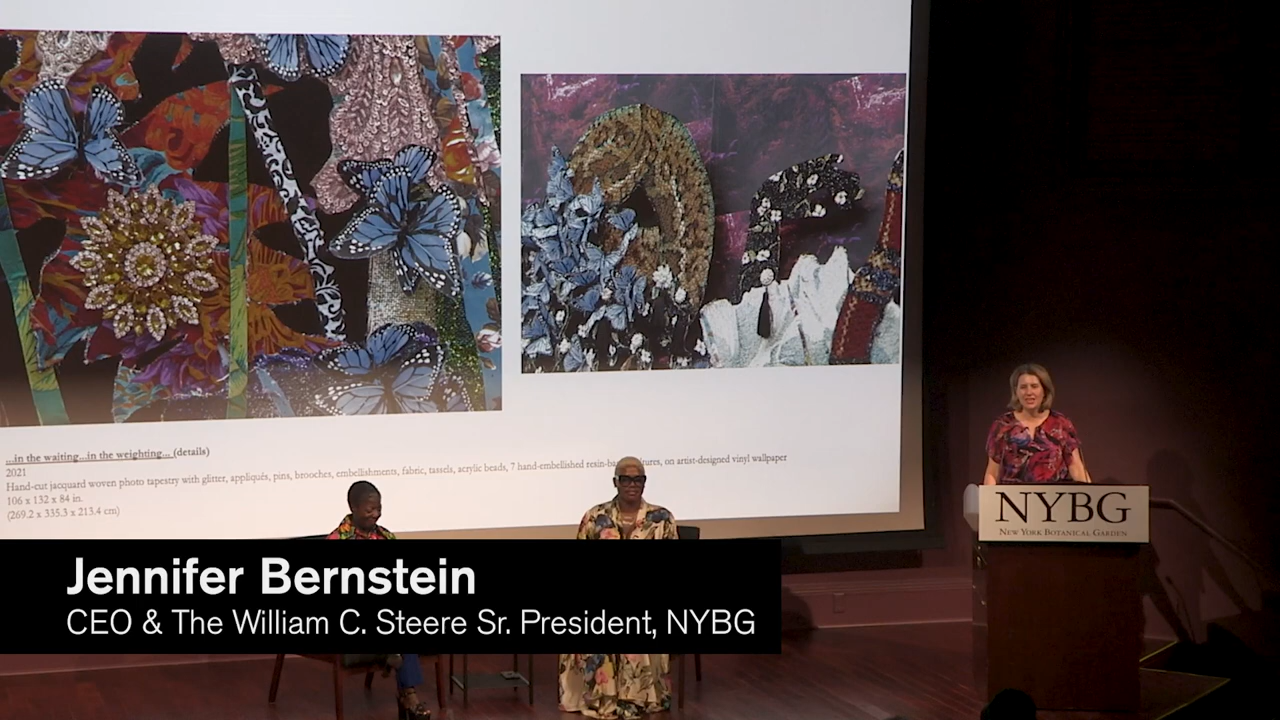 ...in the waiting...in the weighting... (details)
2021
Hand-cut jacquard woven photo tapestry with glitter, appliqués, pins, brooches, embellishments, fabric, tassels, acrylic beads, 7 hand-embellished resin-ba tures, on artist-designed vinyl wallpaper
106 x 132 x 84 in.
(269.2 x 335.3 x 213.4 cm)
NYBG
NEW YORK BOTANICAL GARDEN
Jennifer Bernstein
CEO & The William C. Steere Sr. President, NYBG